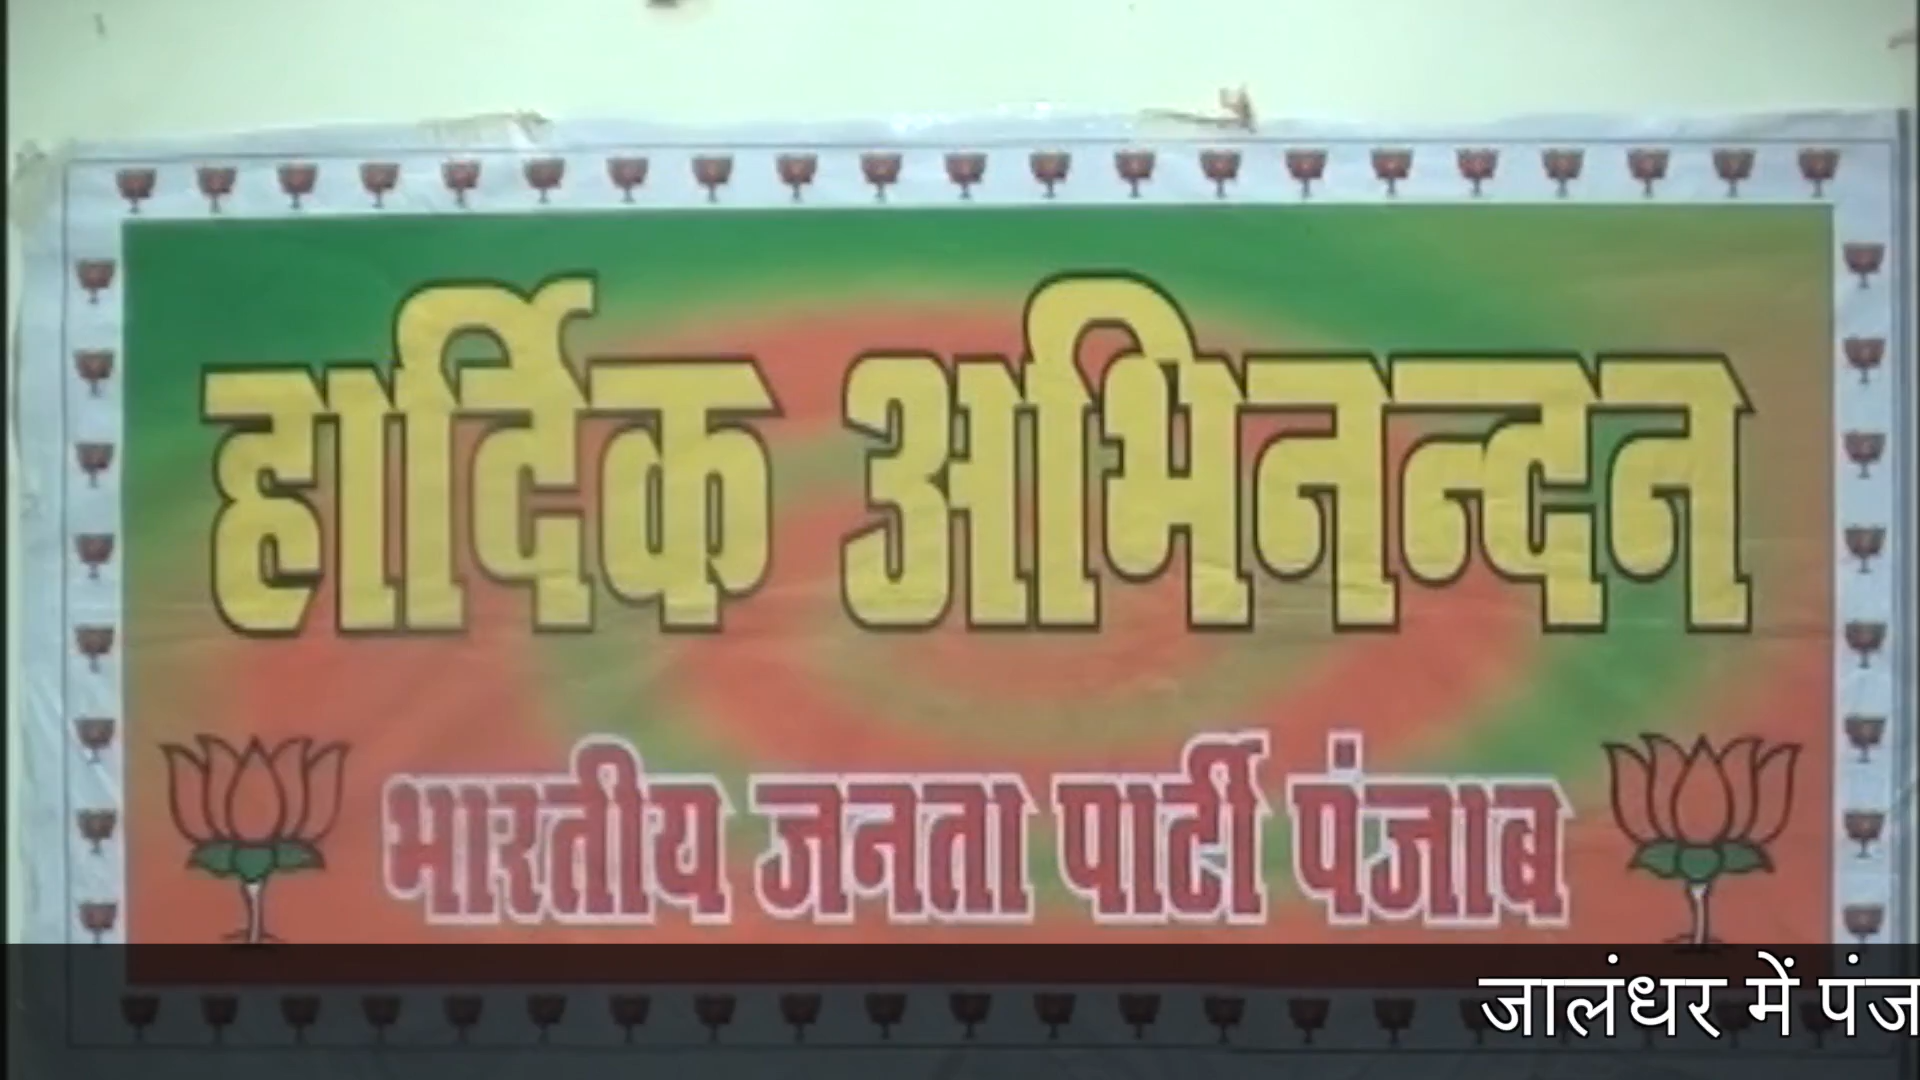 हार्दिक अभिनन्दन
भारतीय जनता पार्टी पंजाब
जालंधर में